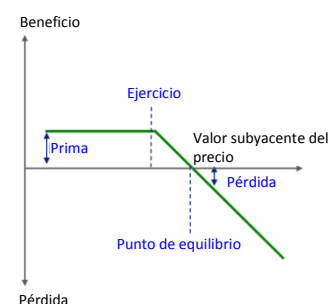 Beneficio
Ejercicio
Prima
Valor subyacente del
precio
Pérdida
Punto de equilibrio
Pérdida